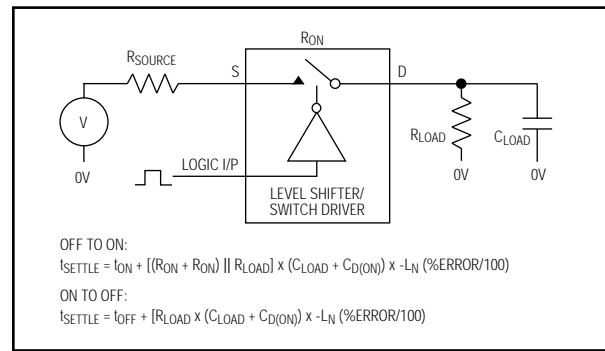 RON
RSOURCE
S
D
V
RLOAD
CLOAD
0V
LOGIC I/P
0V
0V
LEVEL SHIFTER/
SWITCH DRIVER
OFF TO ON:
tSETTLE = tON + [(RON + RON) || RLOAD] x (CLOAD + CD(ON)) x -LN (%ERROR/100)
ON TO OFF:
tSETTLE = tOFF + [RLOAD x (CLOAD + CD(ON)) x -LN (%ERROR/100)